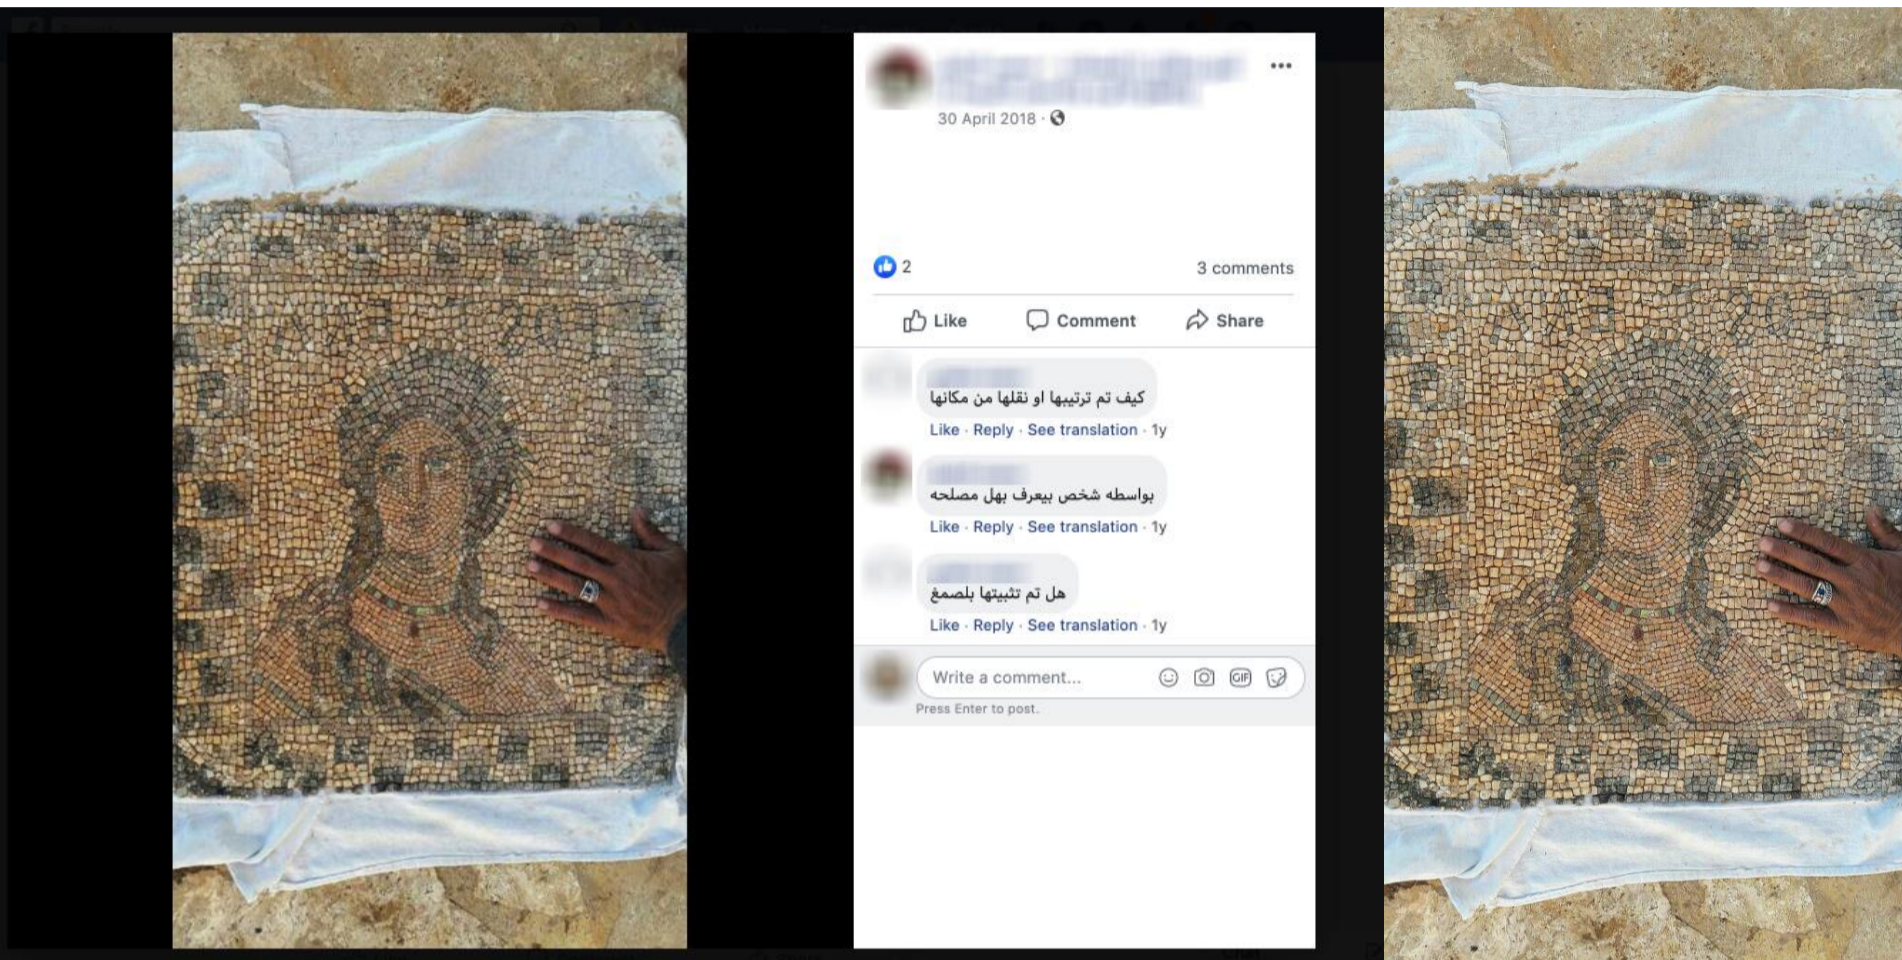 30 April 2018
2
3 comments
Like
Comment
Share
كيف تم ترتيبها او نقلها من مكانها
Like · Reply · See translation · 1y
بواسطه شخص بيعرف بهل مصلحه
Like · Reply · See translation · 1y
هل تم تثبيتها بلصمغ
Like · Reply · See translation · 1y
Write a comment...
GIF
Press Enter to post.